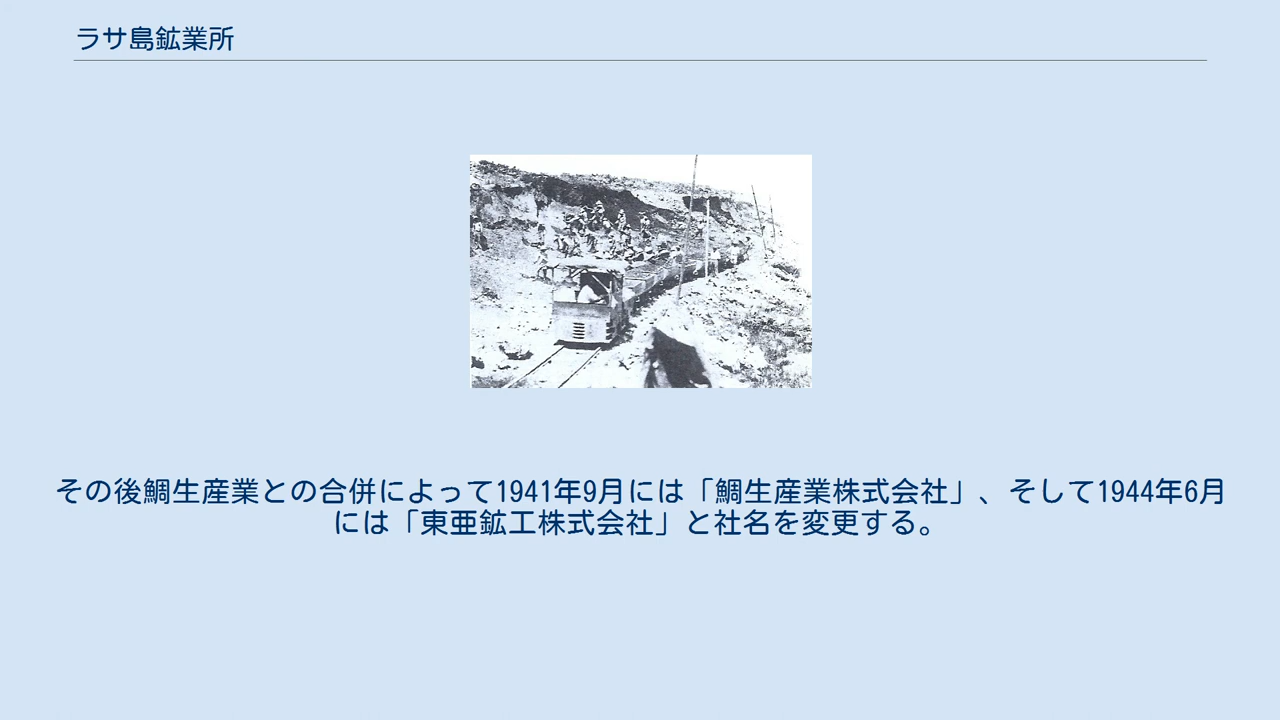 ラサ島鉱業所
その後鯛生産業との合併によって1941年9月には「鯛生産業株式会社」、そして1944年6月
には「東亜鉱工株式会社」と社名を変更する。